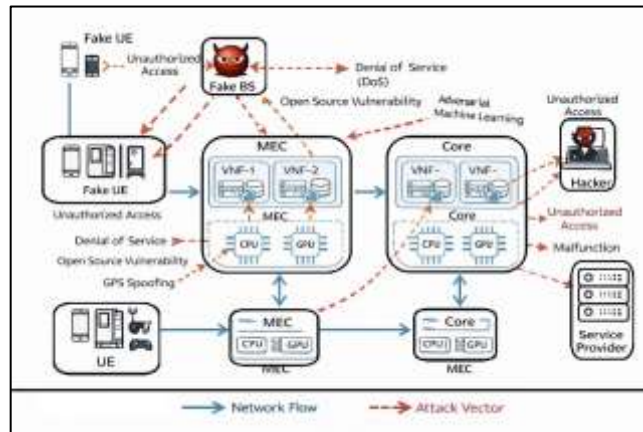 Fake UE
Unauthorized
Access
Fake BS
Denial of Service
(DoS)
Open Source Vulnerability
Adversarial
Machine Learning
Unauthorized
Access
Hacker
MEC
VNF-1
VNF-2
MEC
CPU
GPU
Core
VNF-
VNF-
Core
CPU
GPU
Fake UE
Unauthorized Access
Denial of Service
Open Source Vulnerability
GPS Spoofing
Unauthorized
Access
Malfunction
Service
Provider
UE
MEC
CPU
GPU
MEC
Core
CPU
GPU
MEC
Network Flow
Attack Vector